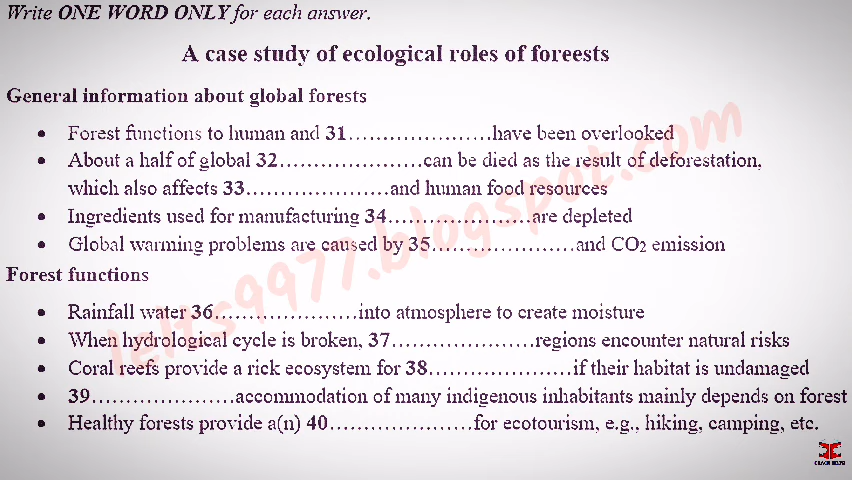 Write ONE WORD ONLY for each answer.
A case study of ecological roles of foreests
General information about global forests
• Forest functions to human and 31…………………have been overlooked
• About a half of global 32…………………can be died as the result of deforestation,
which also affects 33…………………and human food resources
• Ingredients used for manufacturing 34…………………are depleted
• Global warming problems are caused by 35…………………and CO2 emission
Forest functions
• Rainfall water 36…………………into atmosphere to create moisture
• When hydrological cycle is broken, 37…………………regions encounter natural risks
• Coral reefs provide a rick ecosystem for 38…………………if their habitat is undamaged
• 39…………………accommodation of many indigenous inhabitants mainly depends on forest
• Healthy forests provide a(n) 40…………………for ecotourism, e.g., hiking, camping, etc.
Ielts9977.blogspot.com
CRACK IELTS